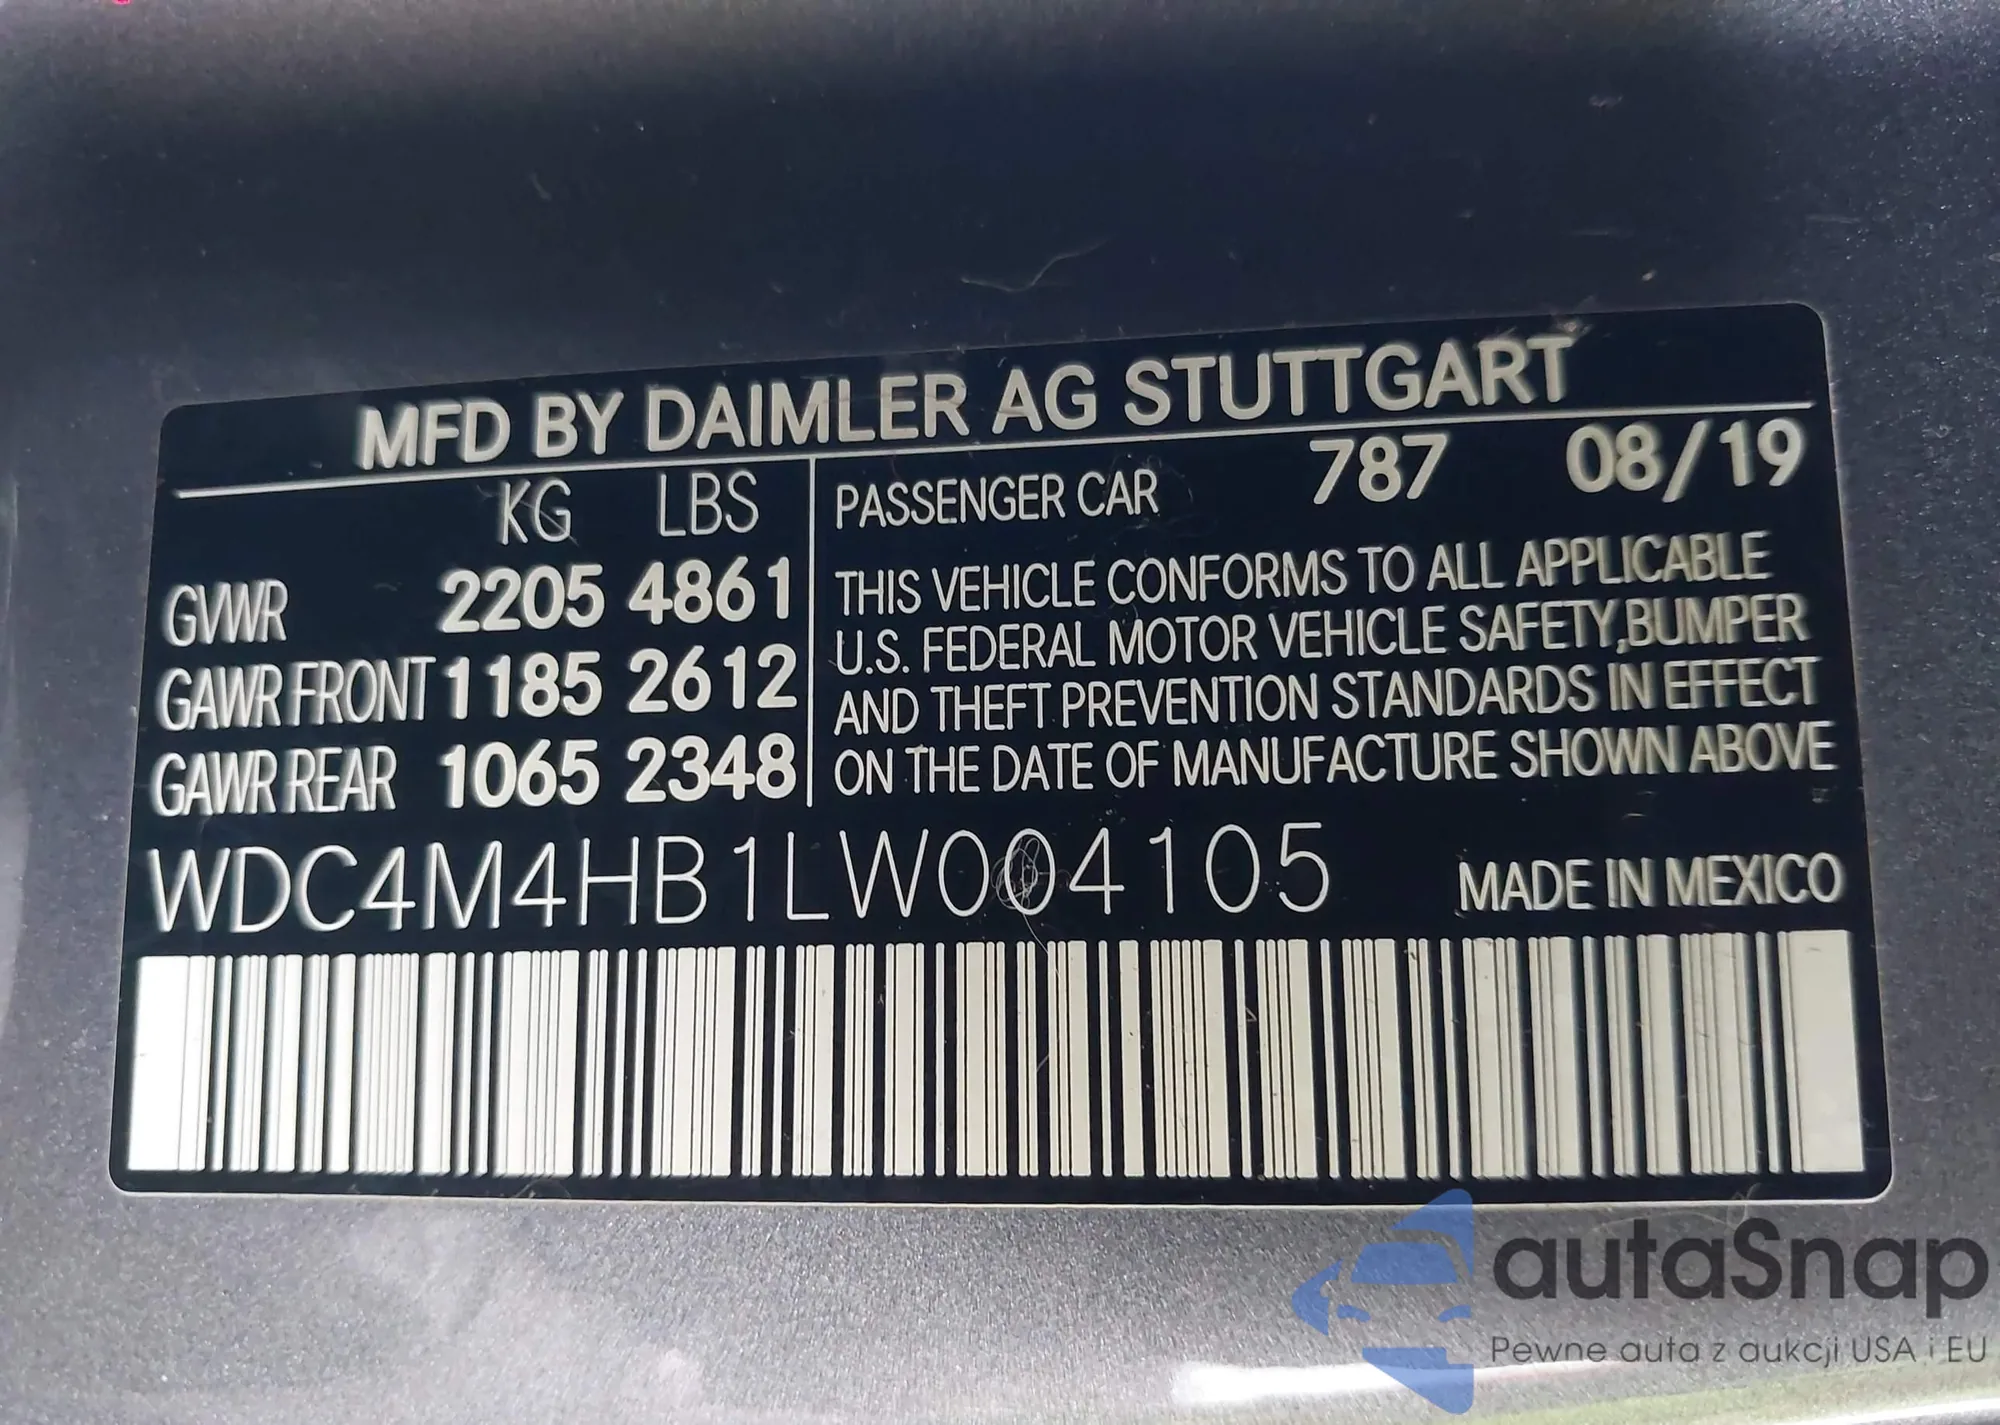 MFD BY DAIMLER AG STUTTGART
KG LBS
GVWR 2205 4861
GAWR FRONT 1185 2612
GAWR REAR 1065 2348
PASSENGER CAR 787 08/19
THIS VEHICLE CONFORMS TO ALL APPLICABLE
U.S. FEDERAL MOTOR VEHICLE SAFETY,BUMPER
AND THEFT PREVENTION STANDARDS IN EFFECT
ON THE DATE OF MANUFACTURE SHOWN ABOVE
WDC4M4HB1LW004105 MADE IN MEXICO
autaSnap
Pewne auta z aukcji USA i EU